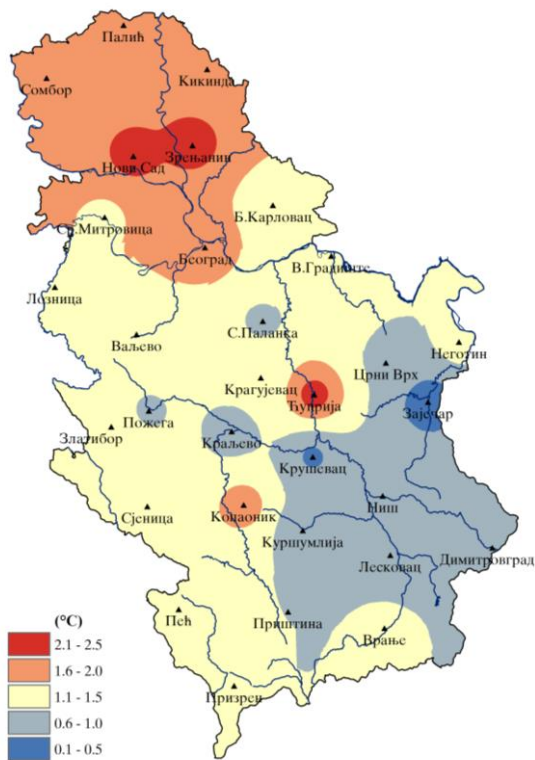 Палић
Кикинда
Сомбор
Зрењанин
Нови Сад
Б.Карловац
Ср.Митровица
Београд
В.Градиште
Лозница
С.Паланка
Ваљево
Неготин
Црни Врх
Крагујевац
Ћуприја
Зајечар
Пожега
Златибор
Краљево
Крушевац
Ниш
Копаоник
Сјеница
Куршумлија
Димитровград
Лесковац
Пећ
Приштина
Врање
Призрен
(°C)
2.1 - 2.5
1.6 - 2.0
1.1 - 1.5
0.6 - 1.0
0.1 - 0.5